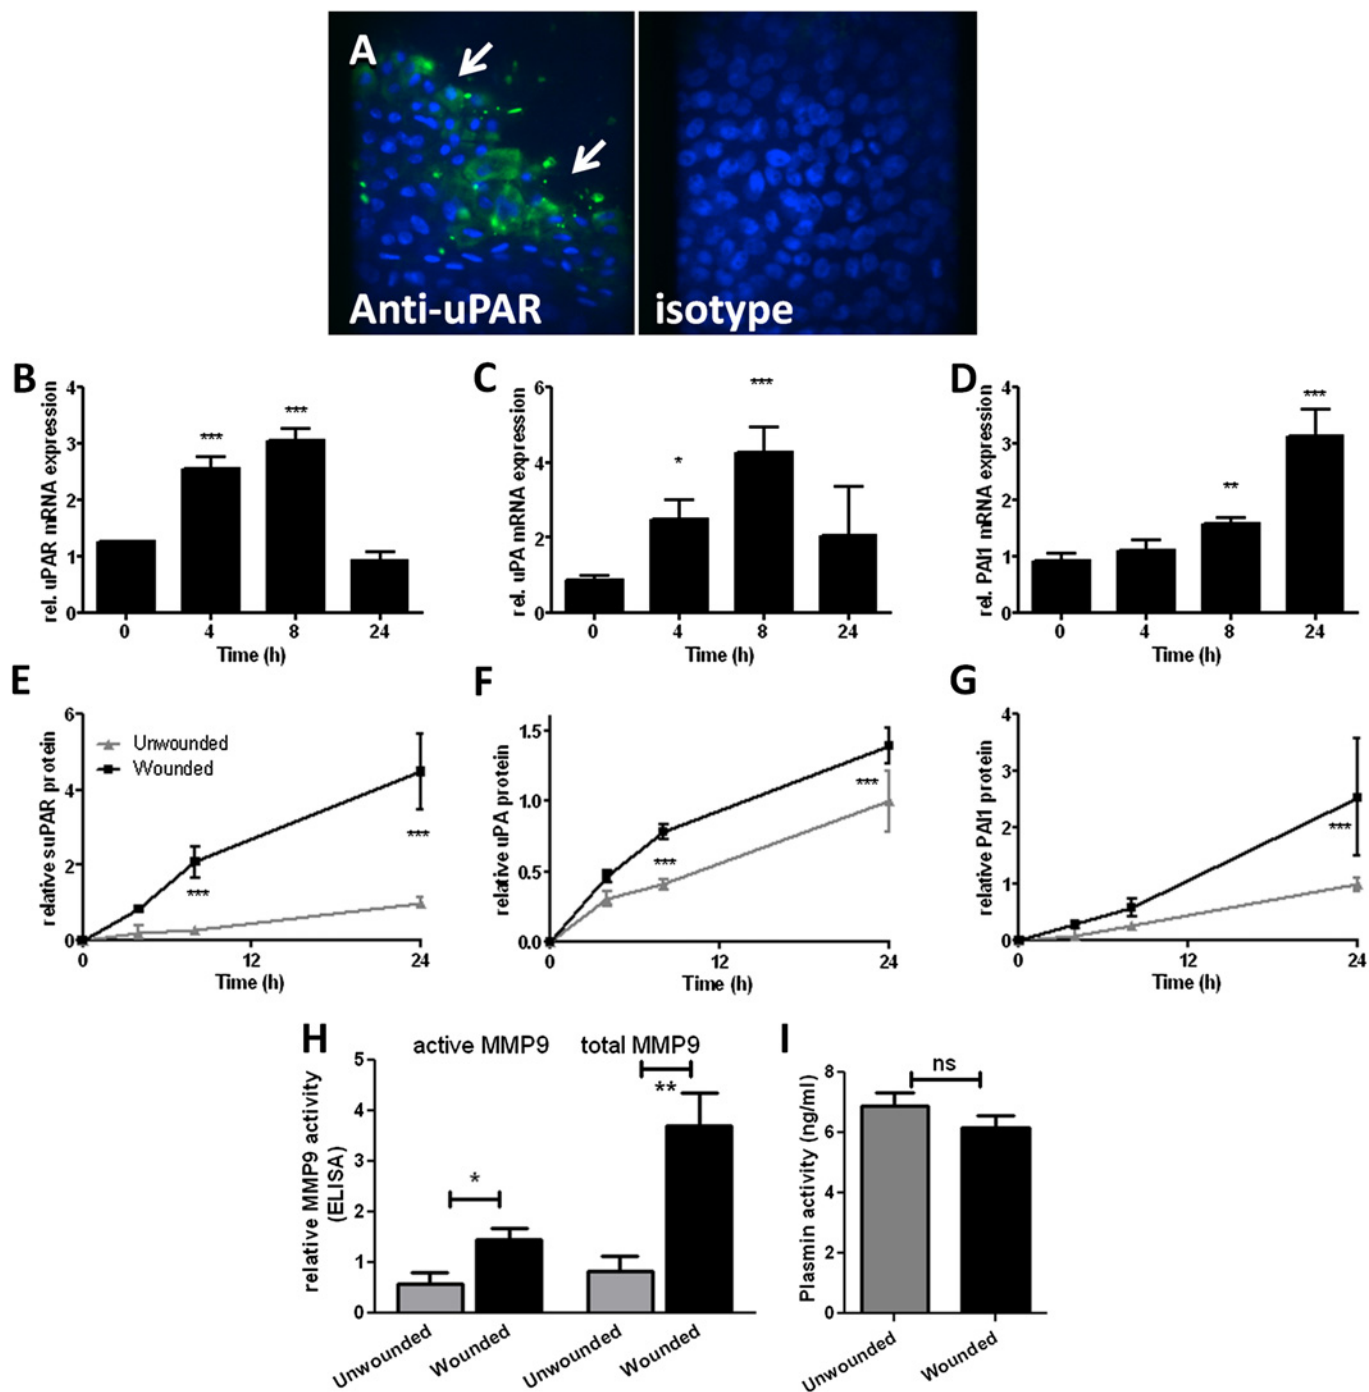 A
Anti-uPAR
isotype
B
rel. uPAR mRNA expression
4
3
2
1
0
***
***
0 4 8 24
Time (h)
C
rel. uPA mRNA expression
6
4
2
0
*
***
0 4 8 24
Time (h)
D
rel. PAI1 mRNA expression
4
3
2
1
0
**
***
0 4 8 24
Time (h)
E
relative suPAR protein
6
4
2
0
Unwounded
Wounded
***
***
0 12 24
Time (h)
F
relative uPA protein
1.5
1.0
0.5
0.0
***
***
0 12 24
Time (h)
G
relative PAI1 protein
4
3
2
1
0
***
0 12 24
Time (h)
H
active MMP9 total MMP9
relative MMP9 activity
(ELISA)
5
4
3
2
1
0
*
**
Unwounded Wounded Unwounded Wounded
I
Plasmin activity (ng/ml)
8
6
4
2
0
ns
Unwounded Wounded